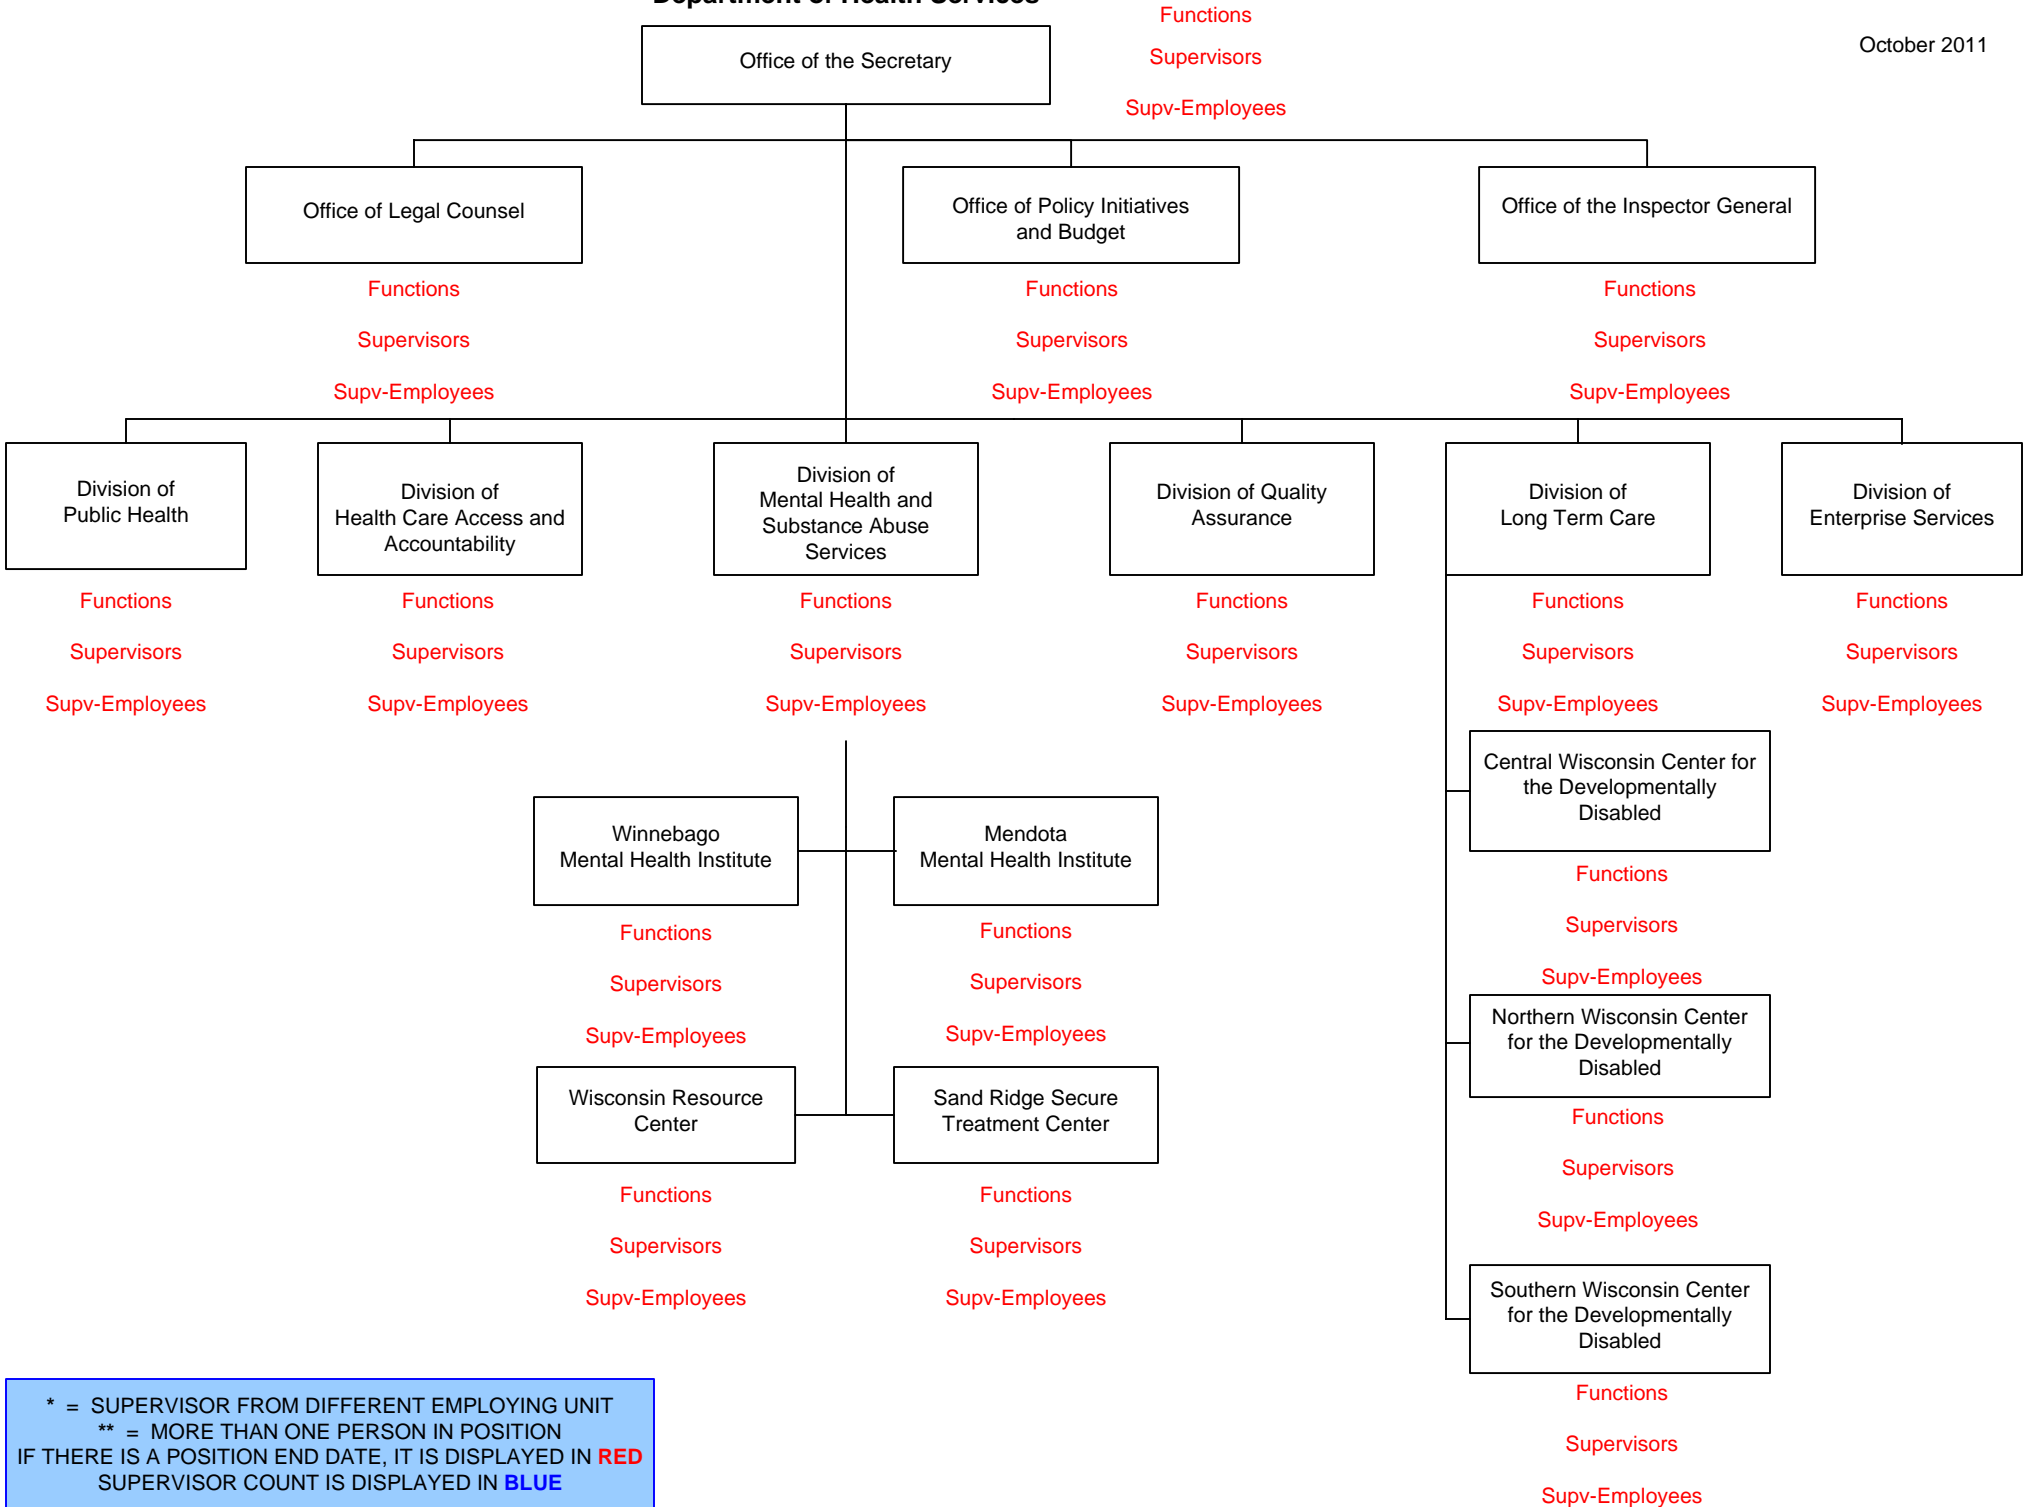 Department of Health Services
Functions
October 2011
Office of the Secretary
Supervisors
Supv-Employees
Office of Legal Counsel
Functions
Supervisors
Supv-Employees
Office of Policy Initiatives
and Budget
Functions
Supervisors
Supv-Employees
Office of the Inspector General
Functions
Supervisors
Supv-Employees
Division of
Public Health
Functions
Supervisors
Supv-Employees
Division of
Health Care Access and
Accountability
Functions
Supervisors
Supv-Employees
Division of
Mental Health and
Substance Abuse
Services
Functions
Supervisors
Supv-Employees
Division of Quality
Assurance
Functions
Supervisors
Supv-Employees
Division of
Long Term Care
Functions
Supervisors
Supv-Employees
Division of
Enterprise Services
Functions
Supervisors
Supv-Employees
Winnebago
Mental Health Institute
Functions
Supervisors
Supv-Employees
Mendota
Mental Health Institute
Functions
Supervisors
Supv-Employees
Wisconsin Resource
Center
Functions
Supervisors
Supv-Employees
Sand Ridge Secure
Treatment Center
Functions
Supervisors
Supv-Employees
Central Wisconsin Center for
the Developmentally
Disabled
Functions
Supervisors
Supv-Employees
Northern Wisconsin Center
for the Developmentally
Disabled
Functions
Supervisors
Supv-Employees
Southern Wisconsin Center
for the Developmentally
Disabled
Functions
Supervisors
Supv-Employees
* = SUPERVISOR FROM DIFFERENT EMPLOYING UNIT
** = MORE THAN ONE PERSON IN POSITION
IF THERE IS A POSITION END DATE, IT IS DISPLAYED IN RED
SUPERVISOR COUNT IS DISPLAYED IN BLUE